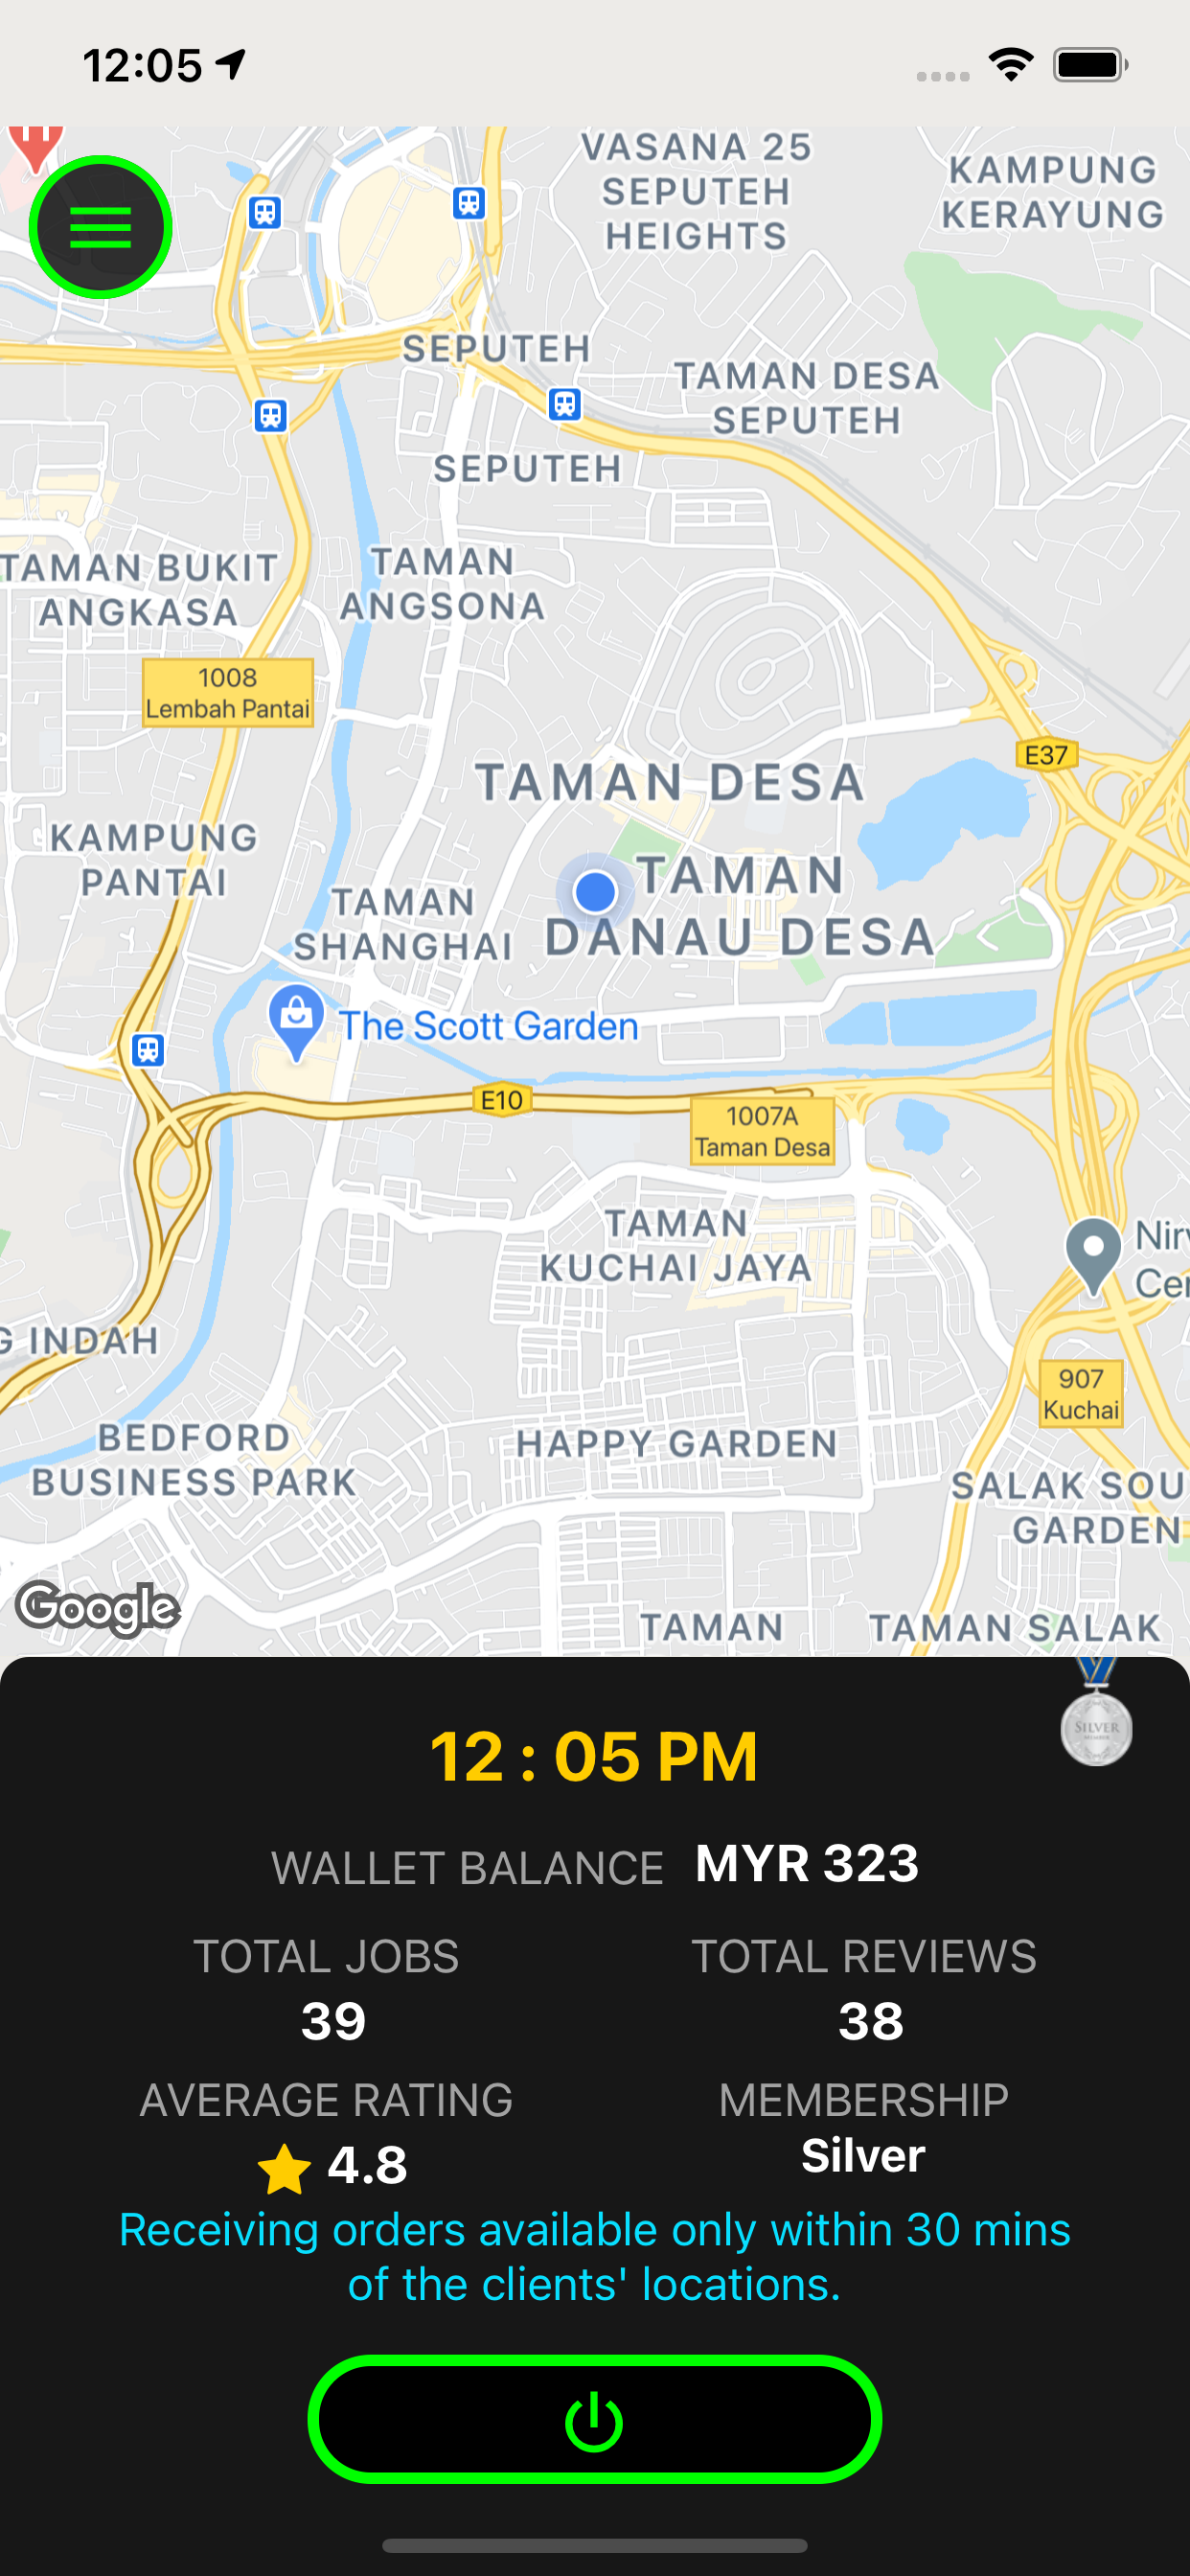 12:05
VASANA 25
SEPUTEH
HEIGHTS
KAMPUNG
KERAYUNG
SEPUTEH
TAMAN DESA
SEPUTEH
SEPUTEH
TAMAN BUKIT
ANGKASA
TAMAN
ANGSONA
1008
Lembah Pantai
E37
TAMAN DESA
KAMPUNG
PANTAI
TAMAN
DANAU DESA
TAMAN
SHANGHAI
The Scott Garden
E10
1007A
Taman Desa
TAMAN
KUCHAI JAYA
Nirv
Cer
G INDAH
907
Kuchai
BEDFORD
BUSINESS PARK
HAPPY GARDEN
SALAK SOU
GARDEN
Google
TAMAN
TAMAN SALAK
SILVER
12 : 05 PM
WALLET BALANCE MYR 323
TOTAL JOBS
39
TOTAL REVIEWS
38
AVERAGE RATING
4.8
MEMBERSHIP
Silver
Receiving orders available only within 30 mins
of the clients' locations.